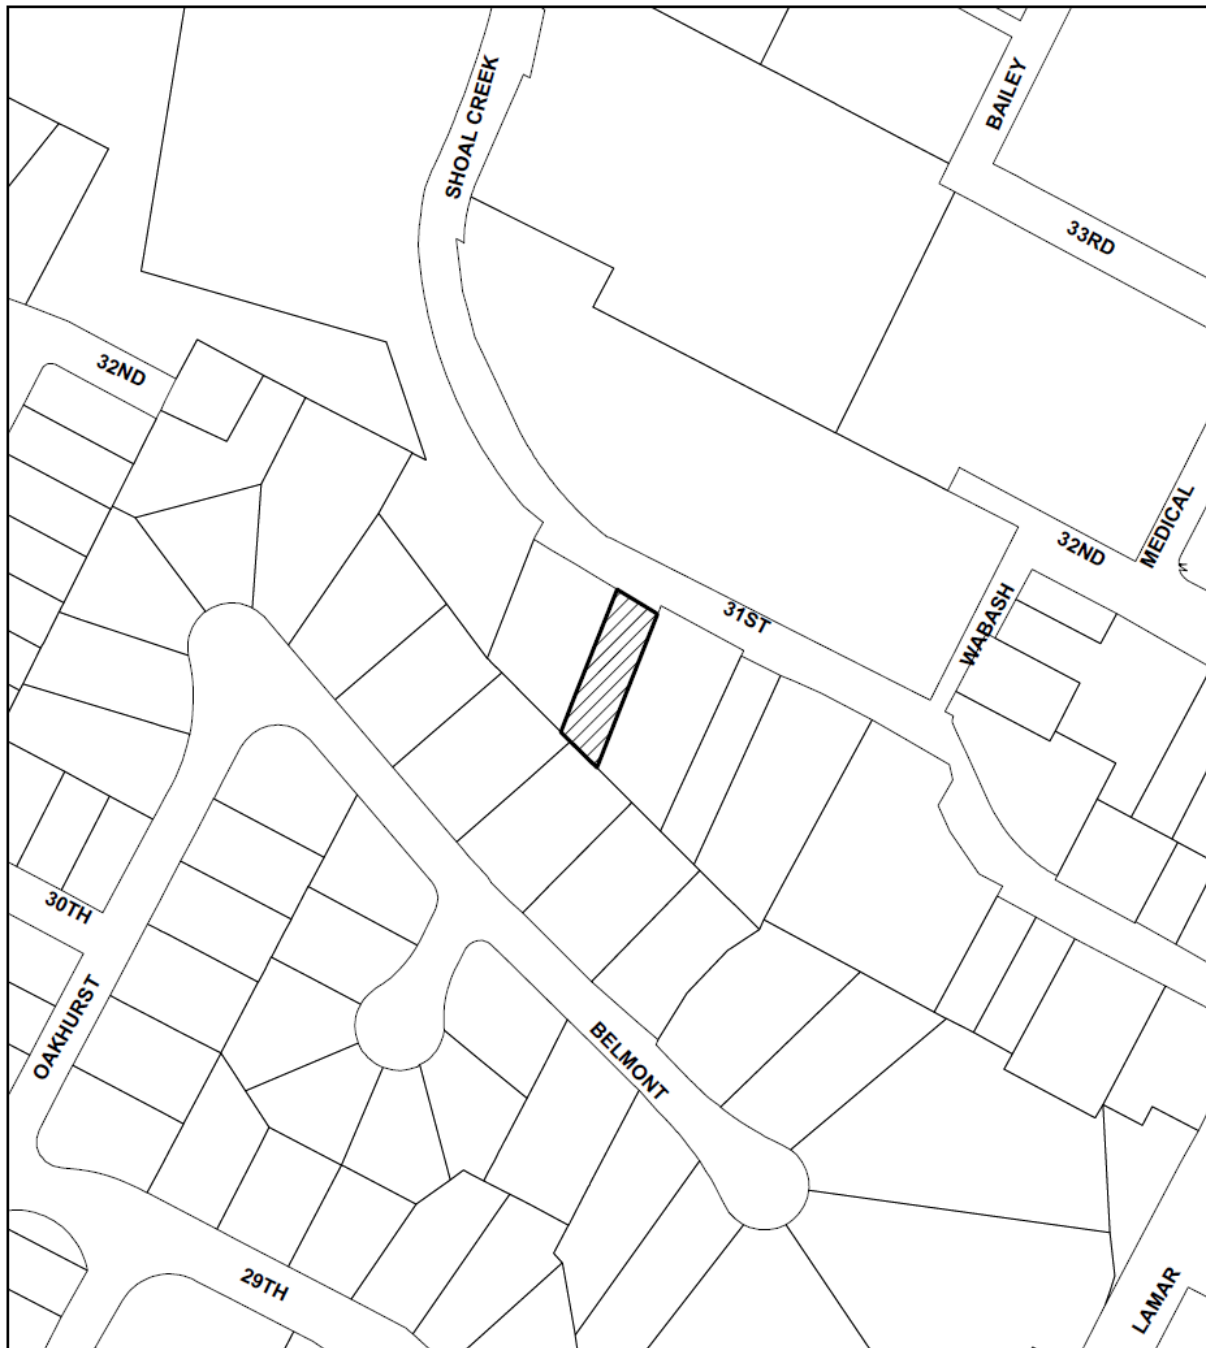 SHOAL CREEK
BAILEY
33RD
32ND
MEDICAL
32ND
WABASH
31ST
30TH
OAKHURST
BELMONT
29TH
LAMAR